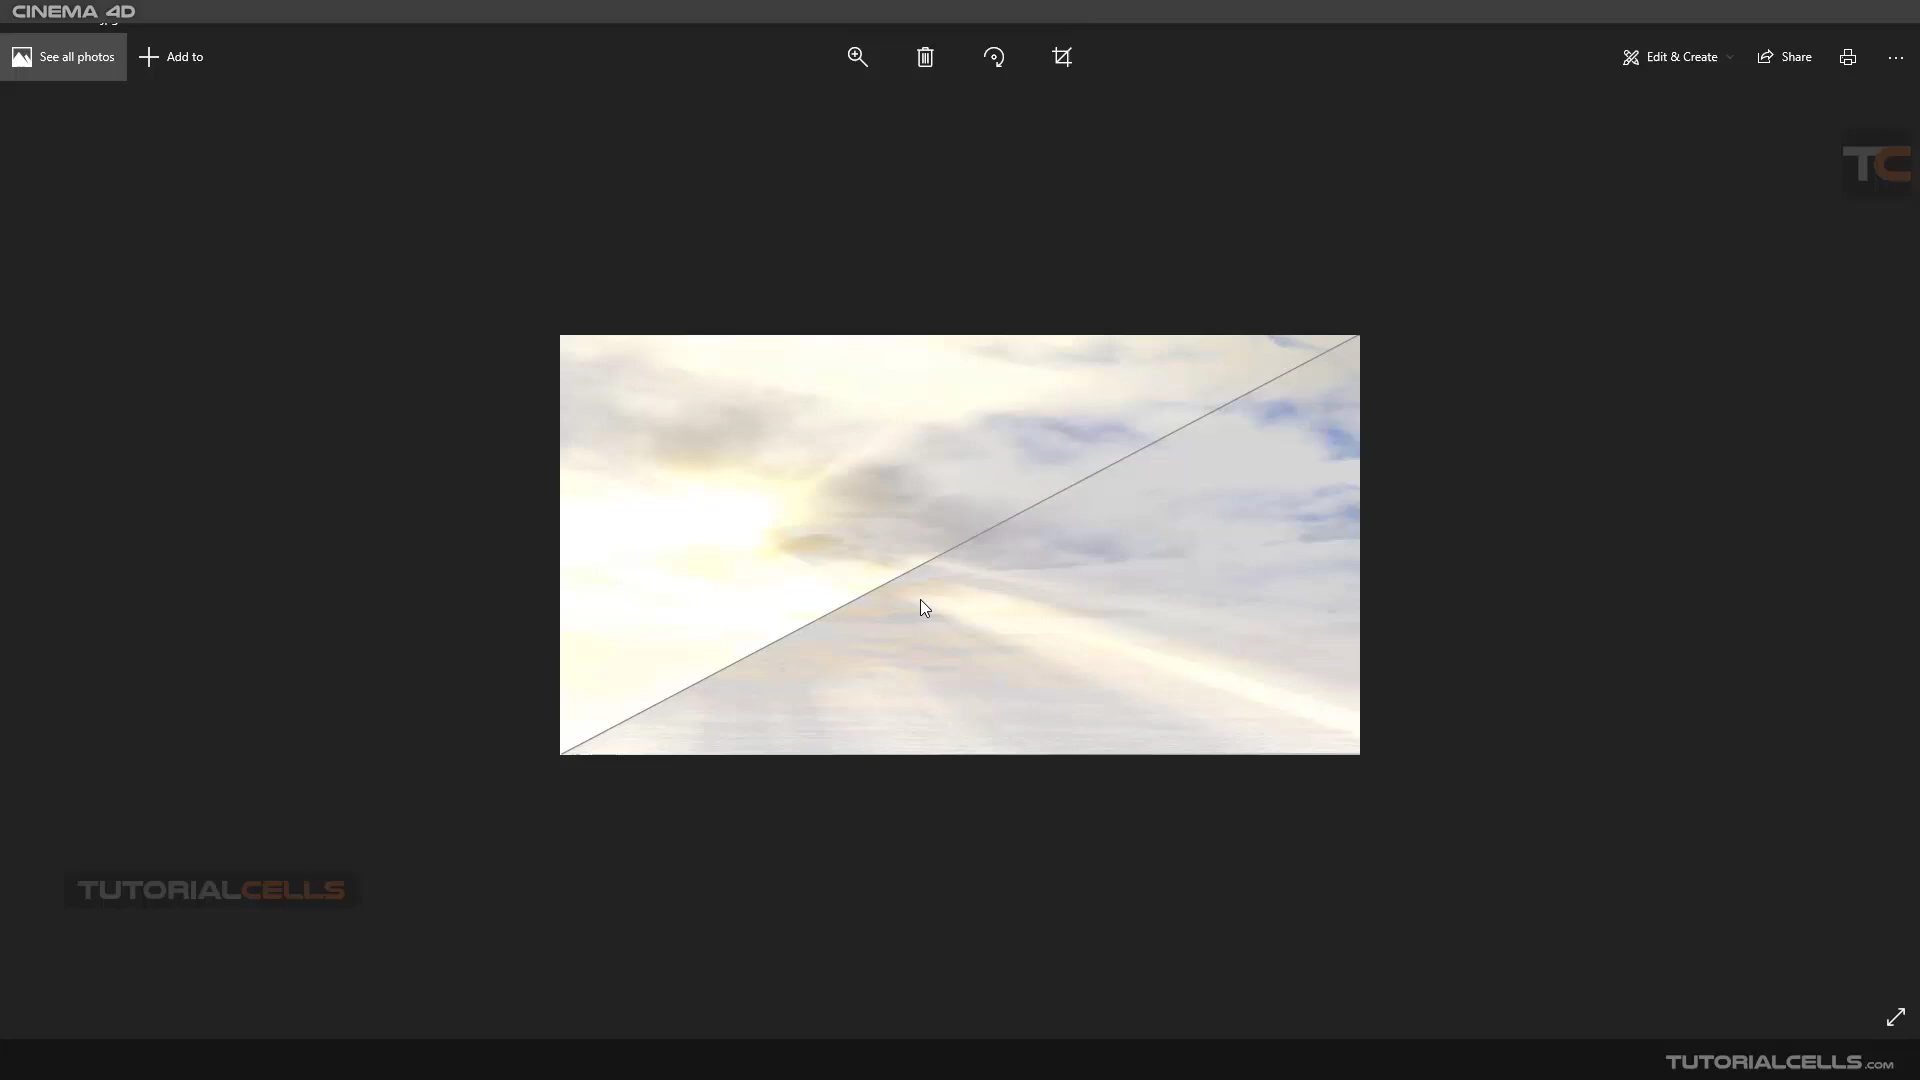 CINEMA 4D
See all photos
Add to
Edit & Create
Share
TC
TUTORIALCELLS
TUTORIALCELLS.COM